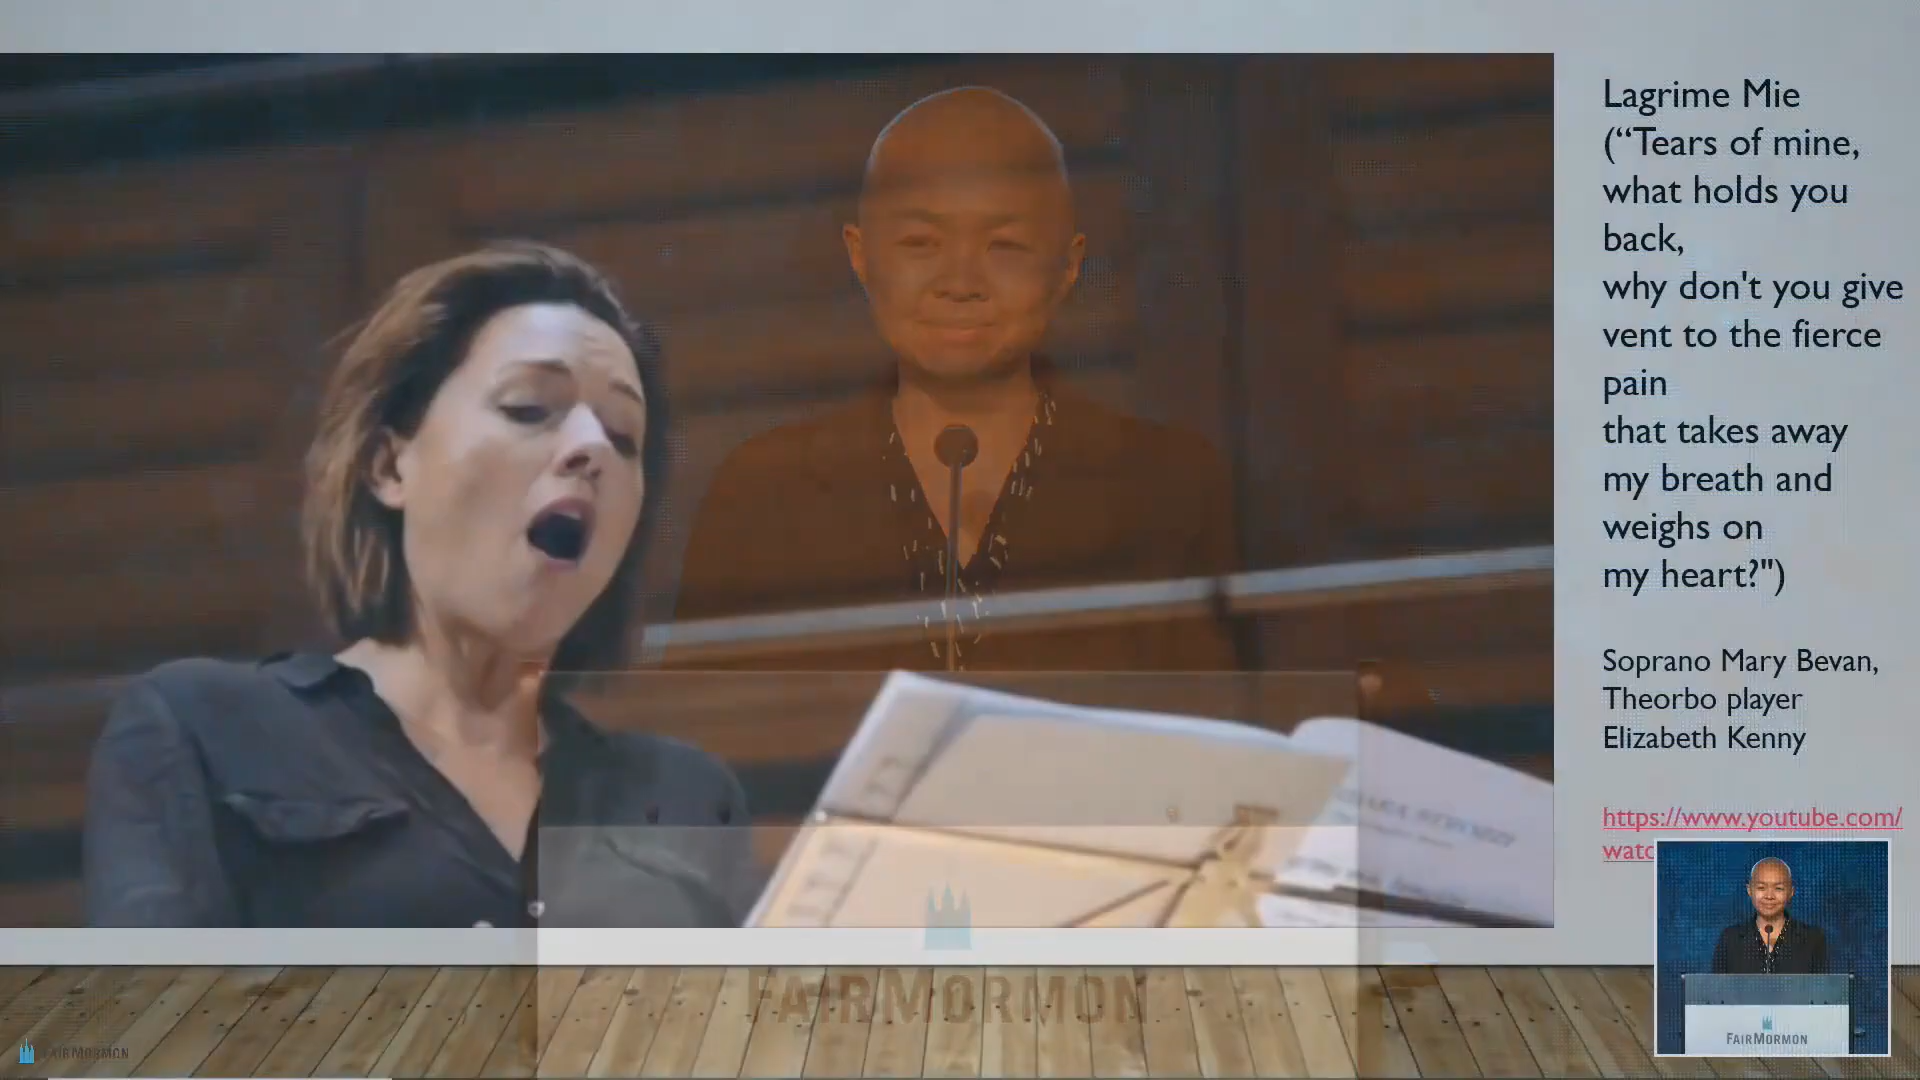 Lagrime Mie
(“Tears of mine,
what holds you
back,
why don't you give
vent to the fierce
pain
that takes away
my breath and
weighs on
my heart?")
Soprano Mary Bevan,
Theorbo player
Elizabeth Kenny
https://www.youtube.com/
watc
FAIRMORMON
FAIRMORMON
FAIRMORMON